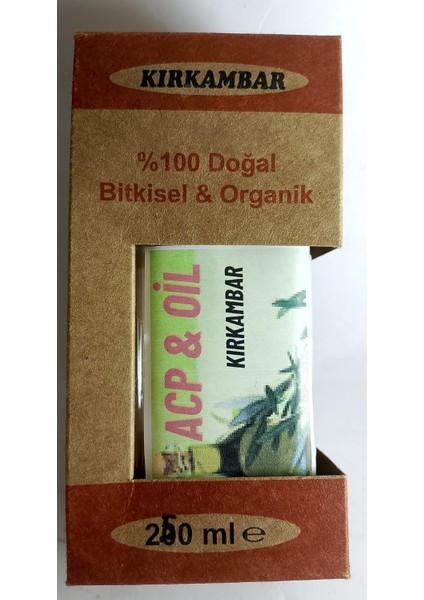 KIRKAMBAR
%100 Doğal
Bitkisel & Organik
ACP & OİL
KIRKAMBAR
250 ml e